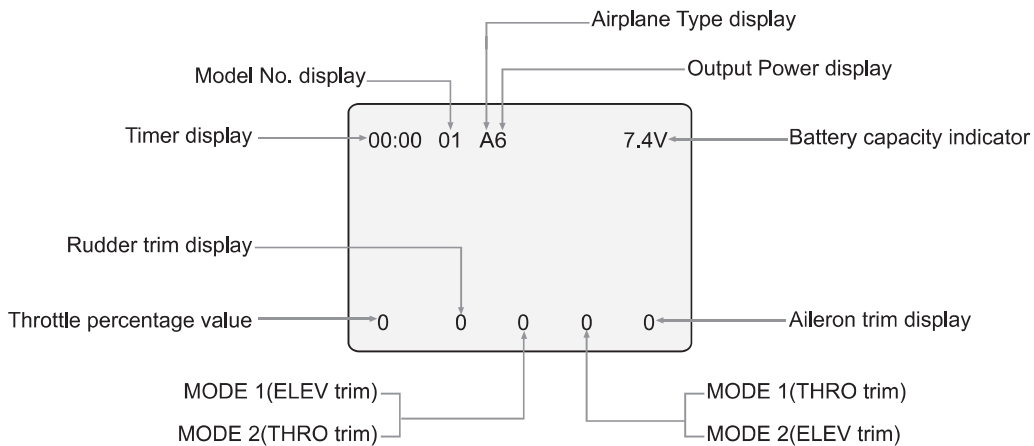 Airplane Type display
Output Power display
Model No. display
Timer display
00:00 01 A6 7.4V
Battery capacity indicator
Rudder trim display
Throttle percentage value
0 0 0 0 0
Aileron trim display
MODE 1(ELEV trim)
MODE 1(THRO trim)
MODE 2(THRO trim)
MODE 2(ELEV trim)